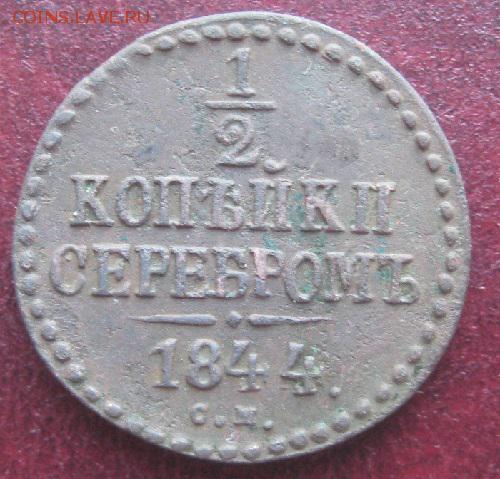 COINS.LAVE.RU
1
2.
КОПѢЙКИ
СЕРЕБРОМЪ
1844.
С.М.